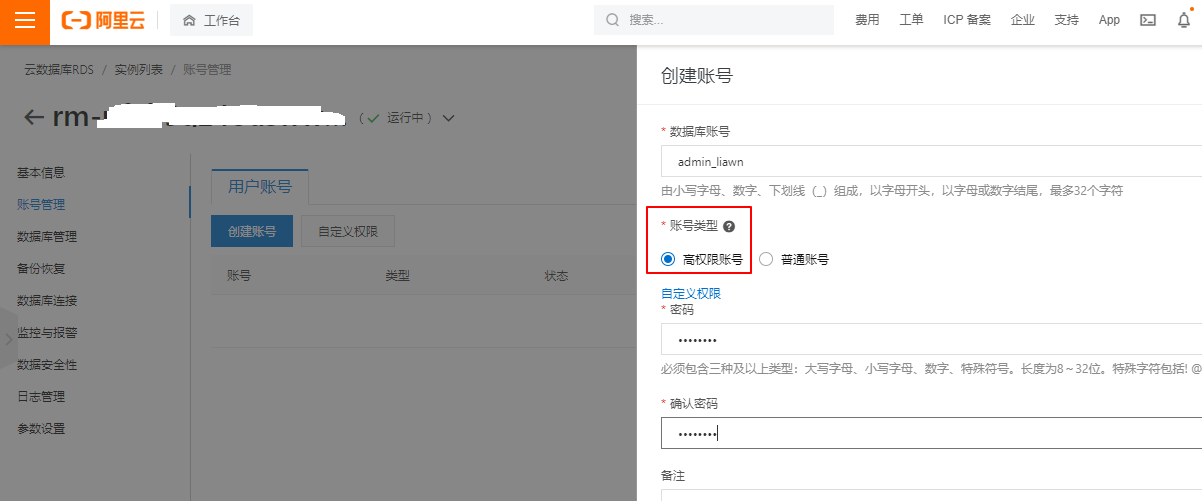 阿里云
工作台
搜索...
费用 工单 ICP 备案 企业 支持 App
云数据库RDS / 实例列表 / 账号管理
rm-
( 运行中 )
基本信息
账号管理
数据库管理
备份恢复
数据库连接
监控与报警
数据安全性
日志管理
参数设置
用户账号
创建账号 自定义权限
账号 类型 状态
创建账号
* 数据库账号
admin_liawn
由小写字母、数字、下划线（_）组成，以字母开头，以字母或数字结尾，最多32个字符
* 账号类型 ?
高权限账号 普通账号
自定义权限
* 密码
••••••••
必须包含三种及以上类型：大写字母、小写字母、数字、特殊符号。长度为8～32位。特殊字符包括! @
* 确认密码
••••••••
备注